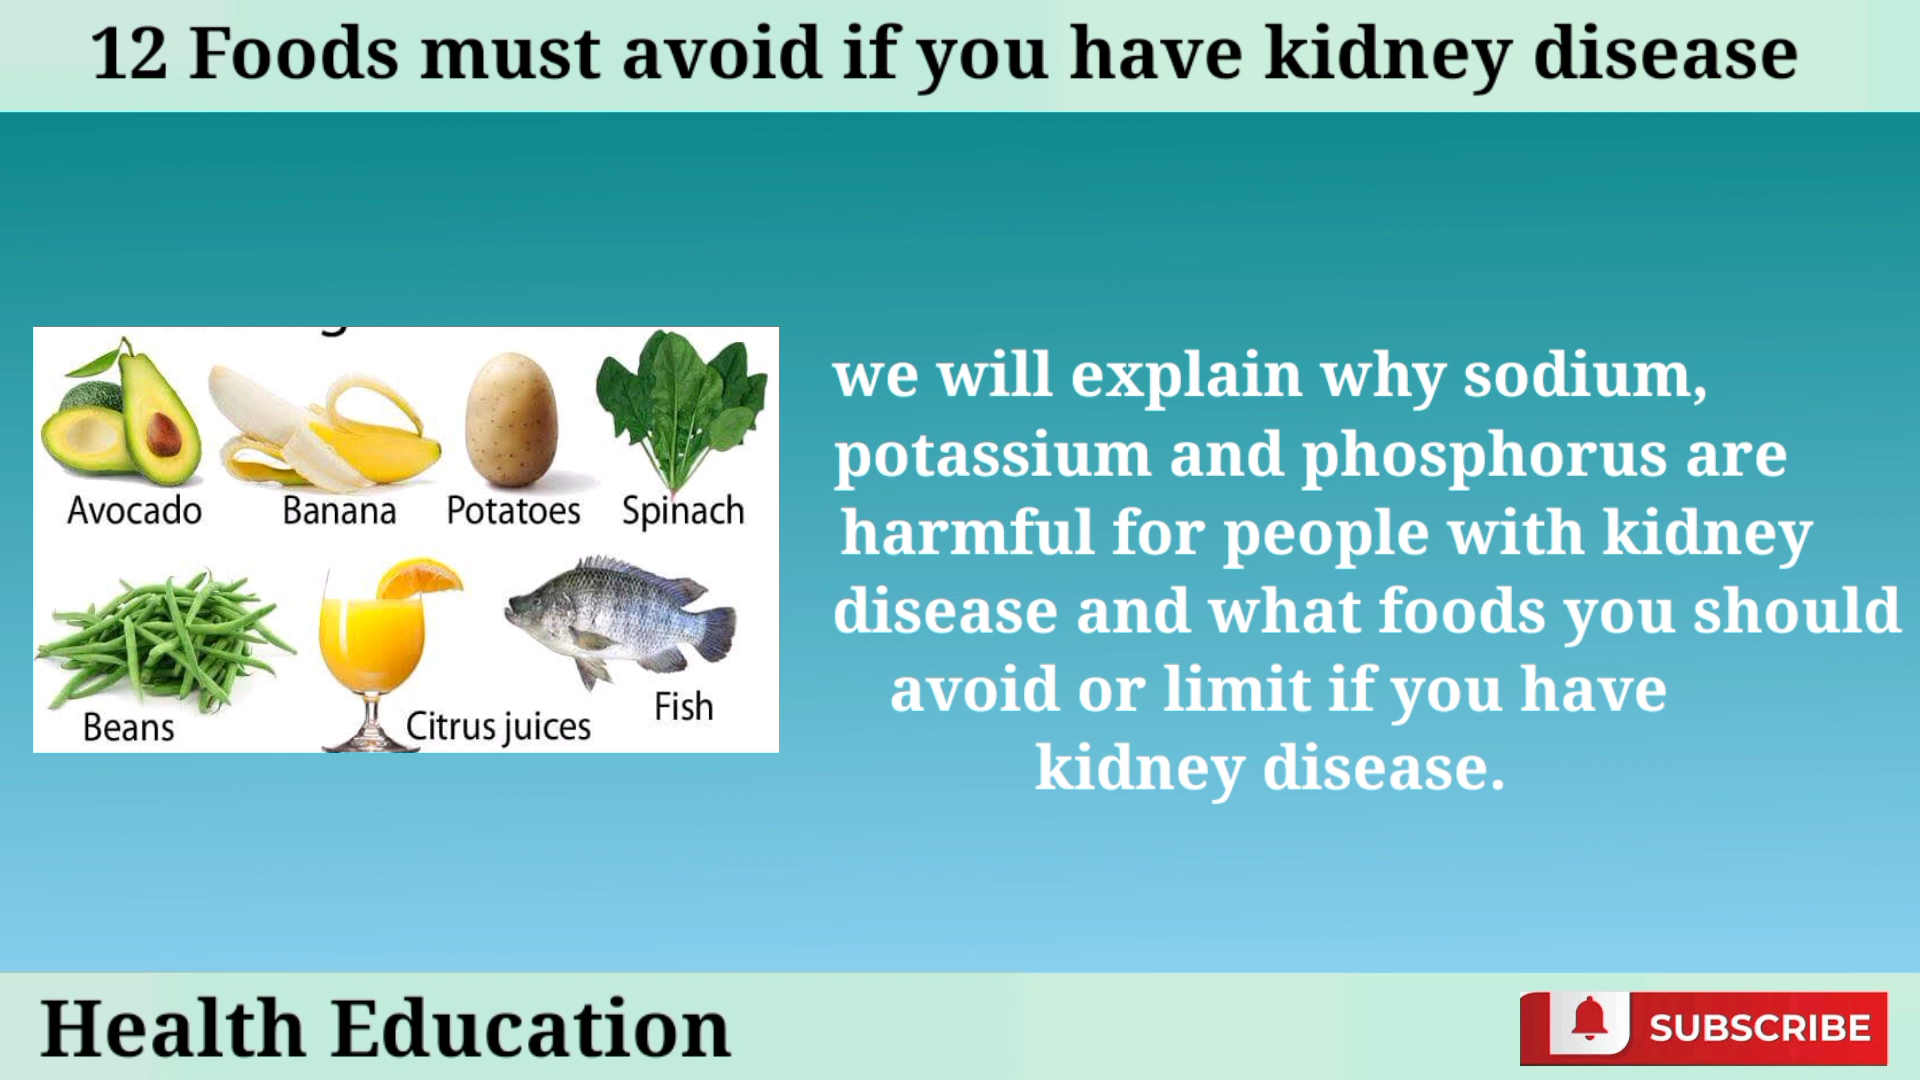 12 Foods must avoid if you have kidney disease
Avocado Banana Potatoes Spinach
Beans Citrus juices Fish
we will explain why sodium,
potassium and phosphorus are
harmful for people with kidney
disease and what foods you should
avoid or limit if you have
kidney disease.
Health Education
SUBSCRIBE